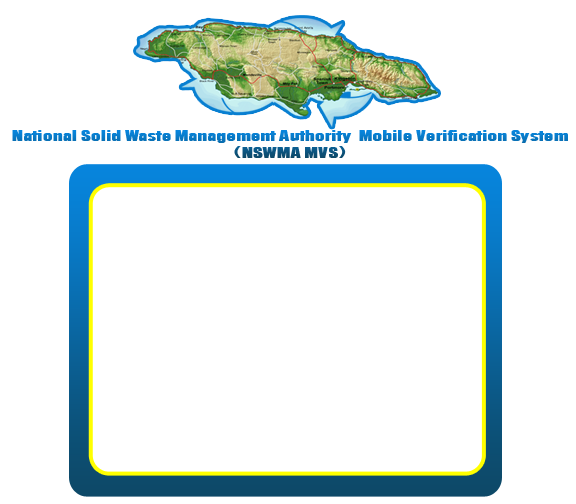 National Solid Waste Management Authority Mobile Verification System
(NSWMA MVS)